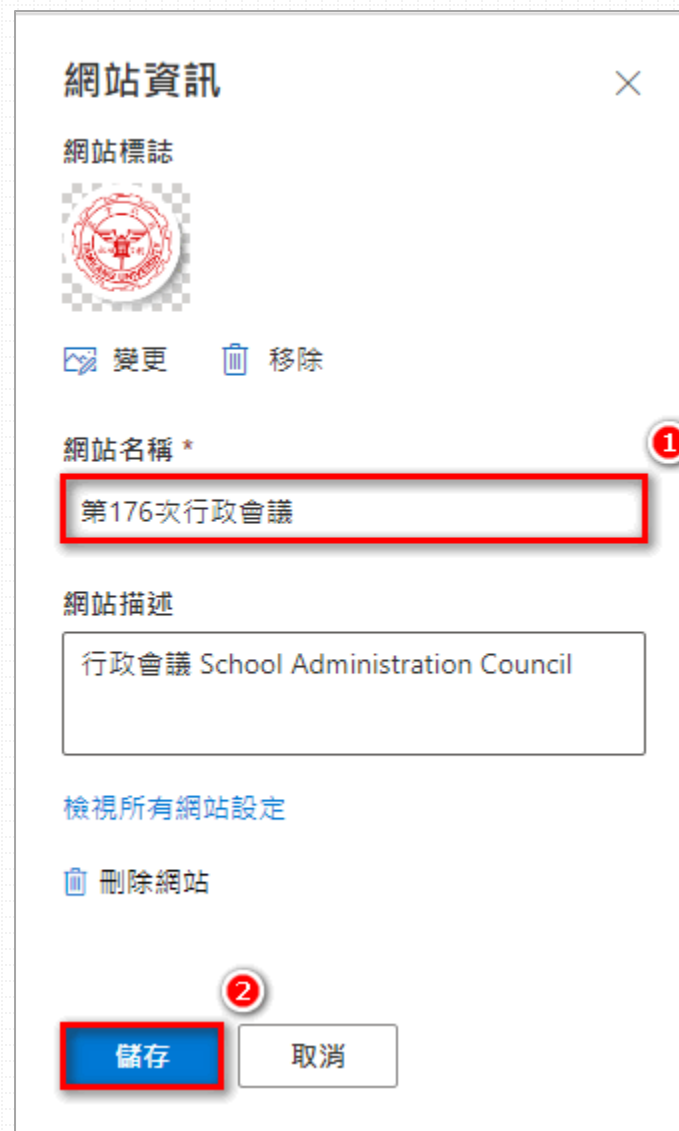 網站資訊
網站標誌
TAMKANG UNIVERSITY
變更 移除
網站名稱 *
1
第176次行政會議
網站描述
行政會議 School Administration Council
檢視所有網站設定
刪除網站
2
儲存 取消